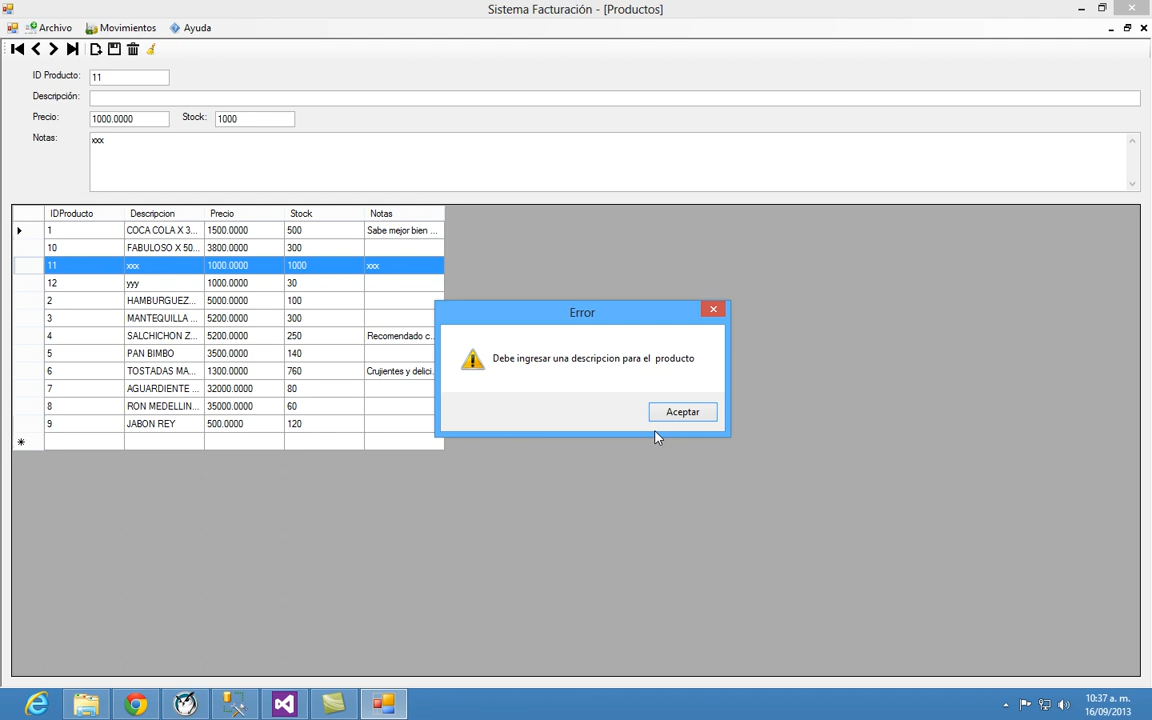 Sistema Facturación - [Productos]
Archivo Movimientos Ayuda
ID Producto: 11
Descripción:
Precio: 1000.0000 Stock: 1000
Notas: xxx
IDProducto Descripcion Precio Stock Notas
1 COCA COLA X 3... 1500.0000 500 Sabe mejor bien ...
10 FABULOSO X 50... 3800.0000 300
11 xxx 1000.0000 1000 xxx
12 yyy 1000.0000 30
2 HAMBURGUEZ... 5000.0000 100
3 MANTEQUILLA ... 5200.0000 300
4 SALCHICHON Z... 5200.0000 250 Recomendado c...
5 PAN BIMBO 3500.0000 140
6 TOSTADAS MA... 1300.0000 760 Crujientes y delici...
7 AGUARDIENTE ... 32000.0000 80
8 RON MEDELLIN... 35000.0000 60
9 JABON REY 500.0000 120
Error
Debe ingresar una descripcion para el producto
Aceptar
10:37 a. m.
16/09/2013